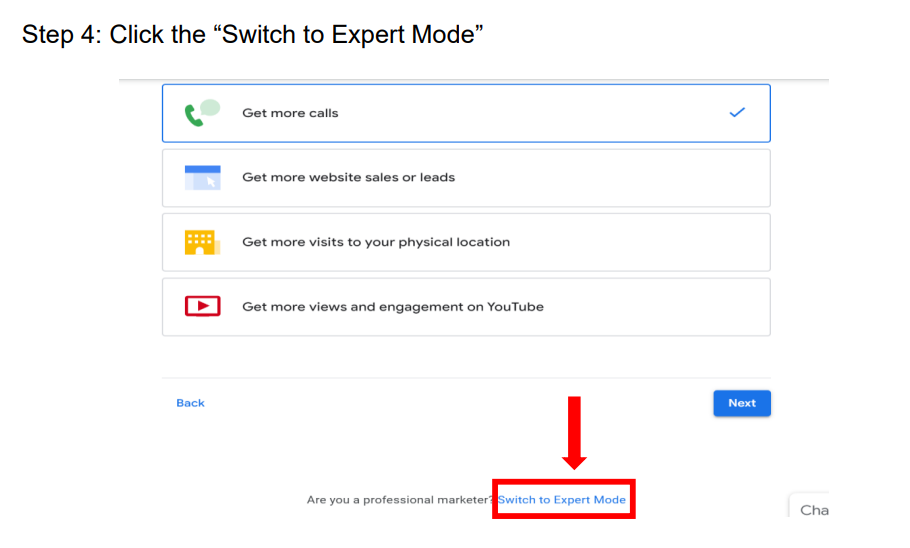 Step 4: Click the “Switch to Expert Mode”
Get more calls
Get more website sales or leads
Get more visits to your physical location
Get more views and engagement on YouTube
Back
Next
Are you a professional marketer? Switch to Expert Mode
Cha